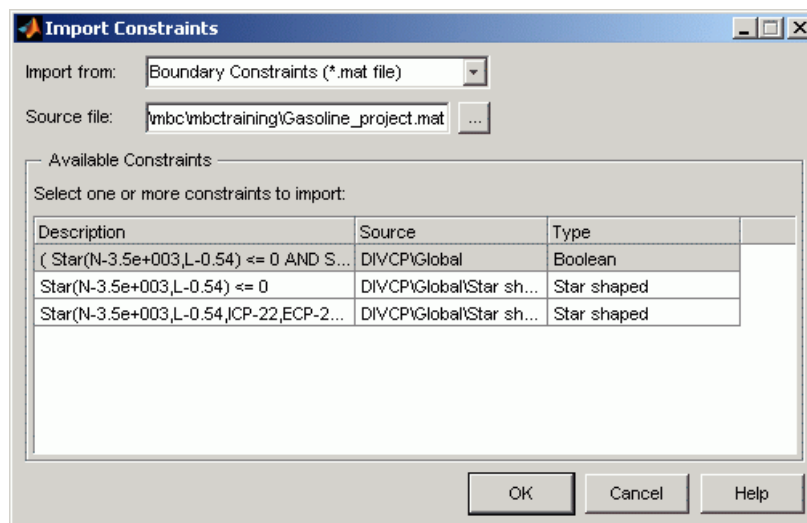 Import Constraints
Import from: Boundary Constraints (*.mat file)
Source file: \mbc\mbctraining\Gasoline_project.mat ...
Available Constraints
Select one or more constraints to import:
Description Source Type
( Star(N-3.5e+003,L-0.54) <= 0 AND S... DIVCP\Global Boolean
Star(N-3.5e+003,L-0.54) <= 0 DIVCP\Global\Star sh... Star shaped
Star(N-3.5e+003,L-0.54,ICP-22,ECP-2... DIVCP\Global\Star sh... Star shaped
OK Cancel Help